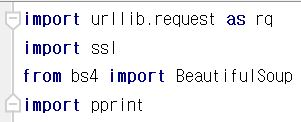 import urllib.request as rq
import ssl
from bs4 import BeautifulSoup
import pprint